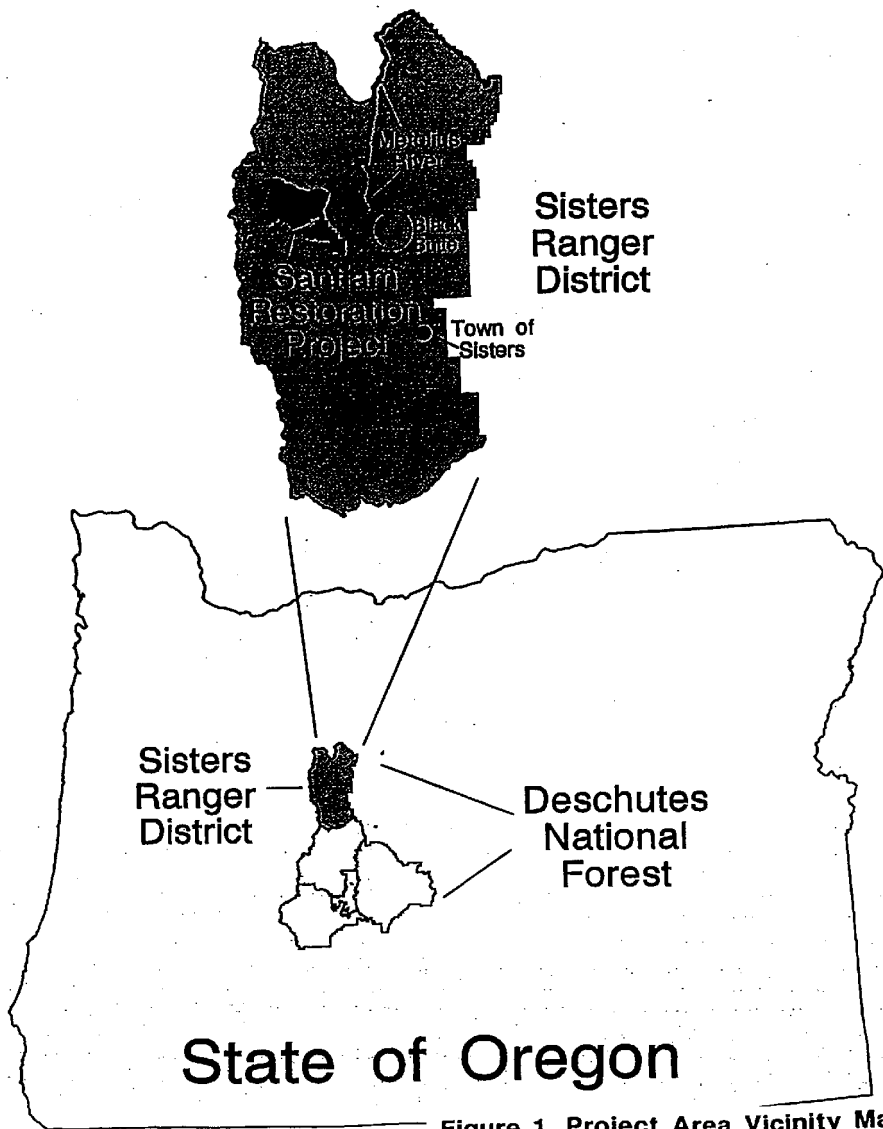 Metolius
River
Black
Butte
Sisters
Ranger
District
Santiam
Restoration
Project
Town of
Sisters
Sisters
Ranger
District
Deschutes
National
Forest
State of Oregon
Figure 1. Project Area Vicinity Ma